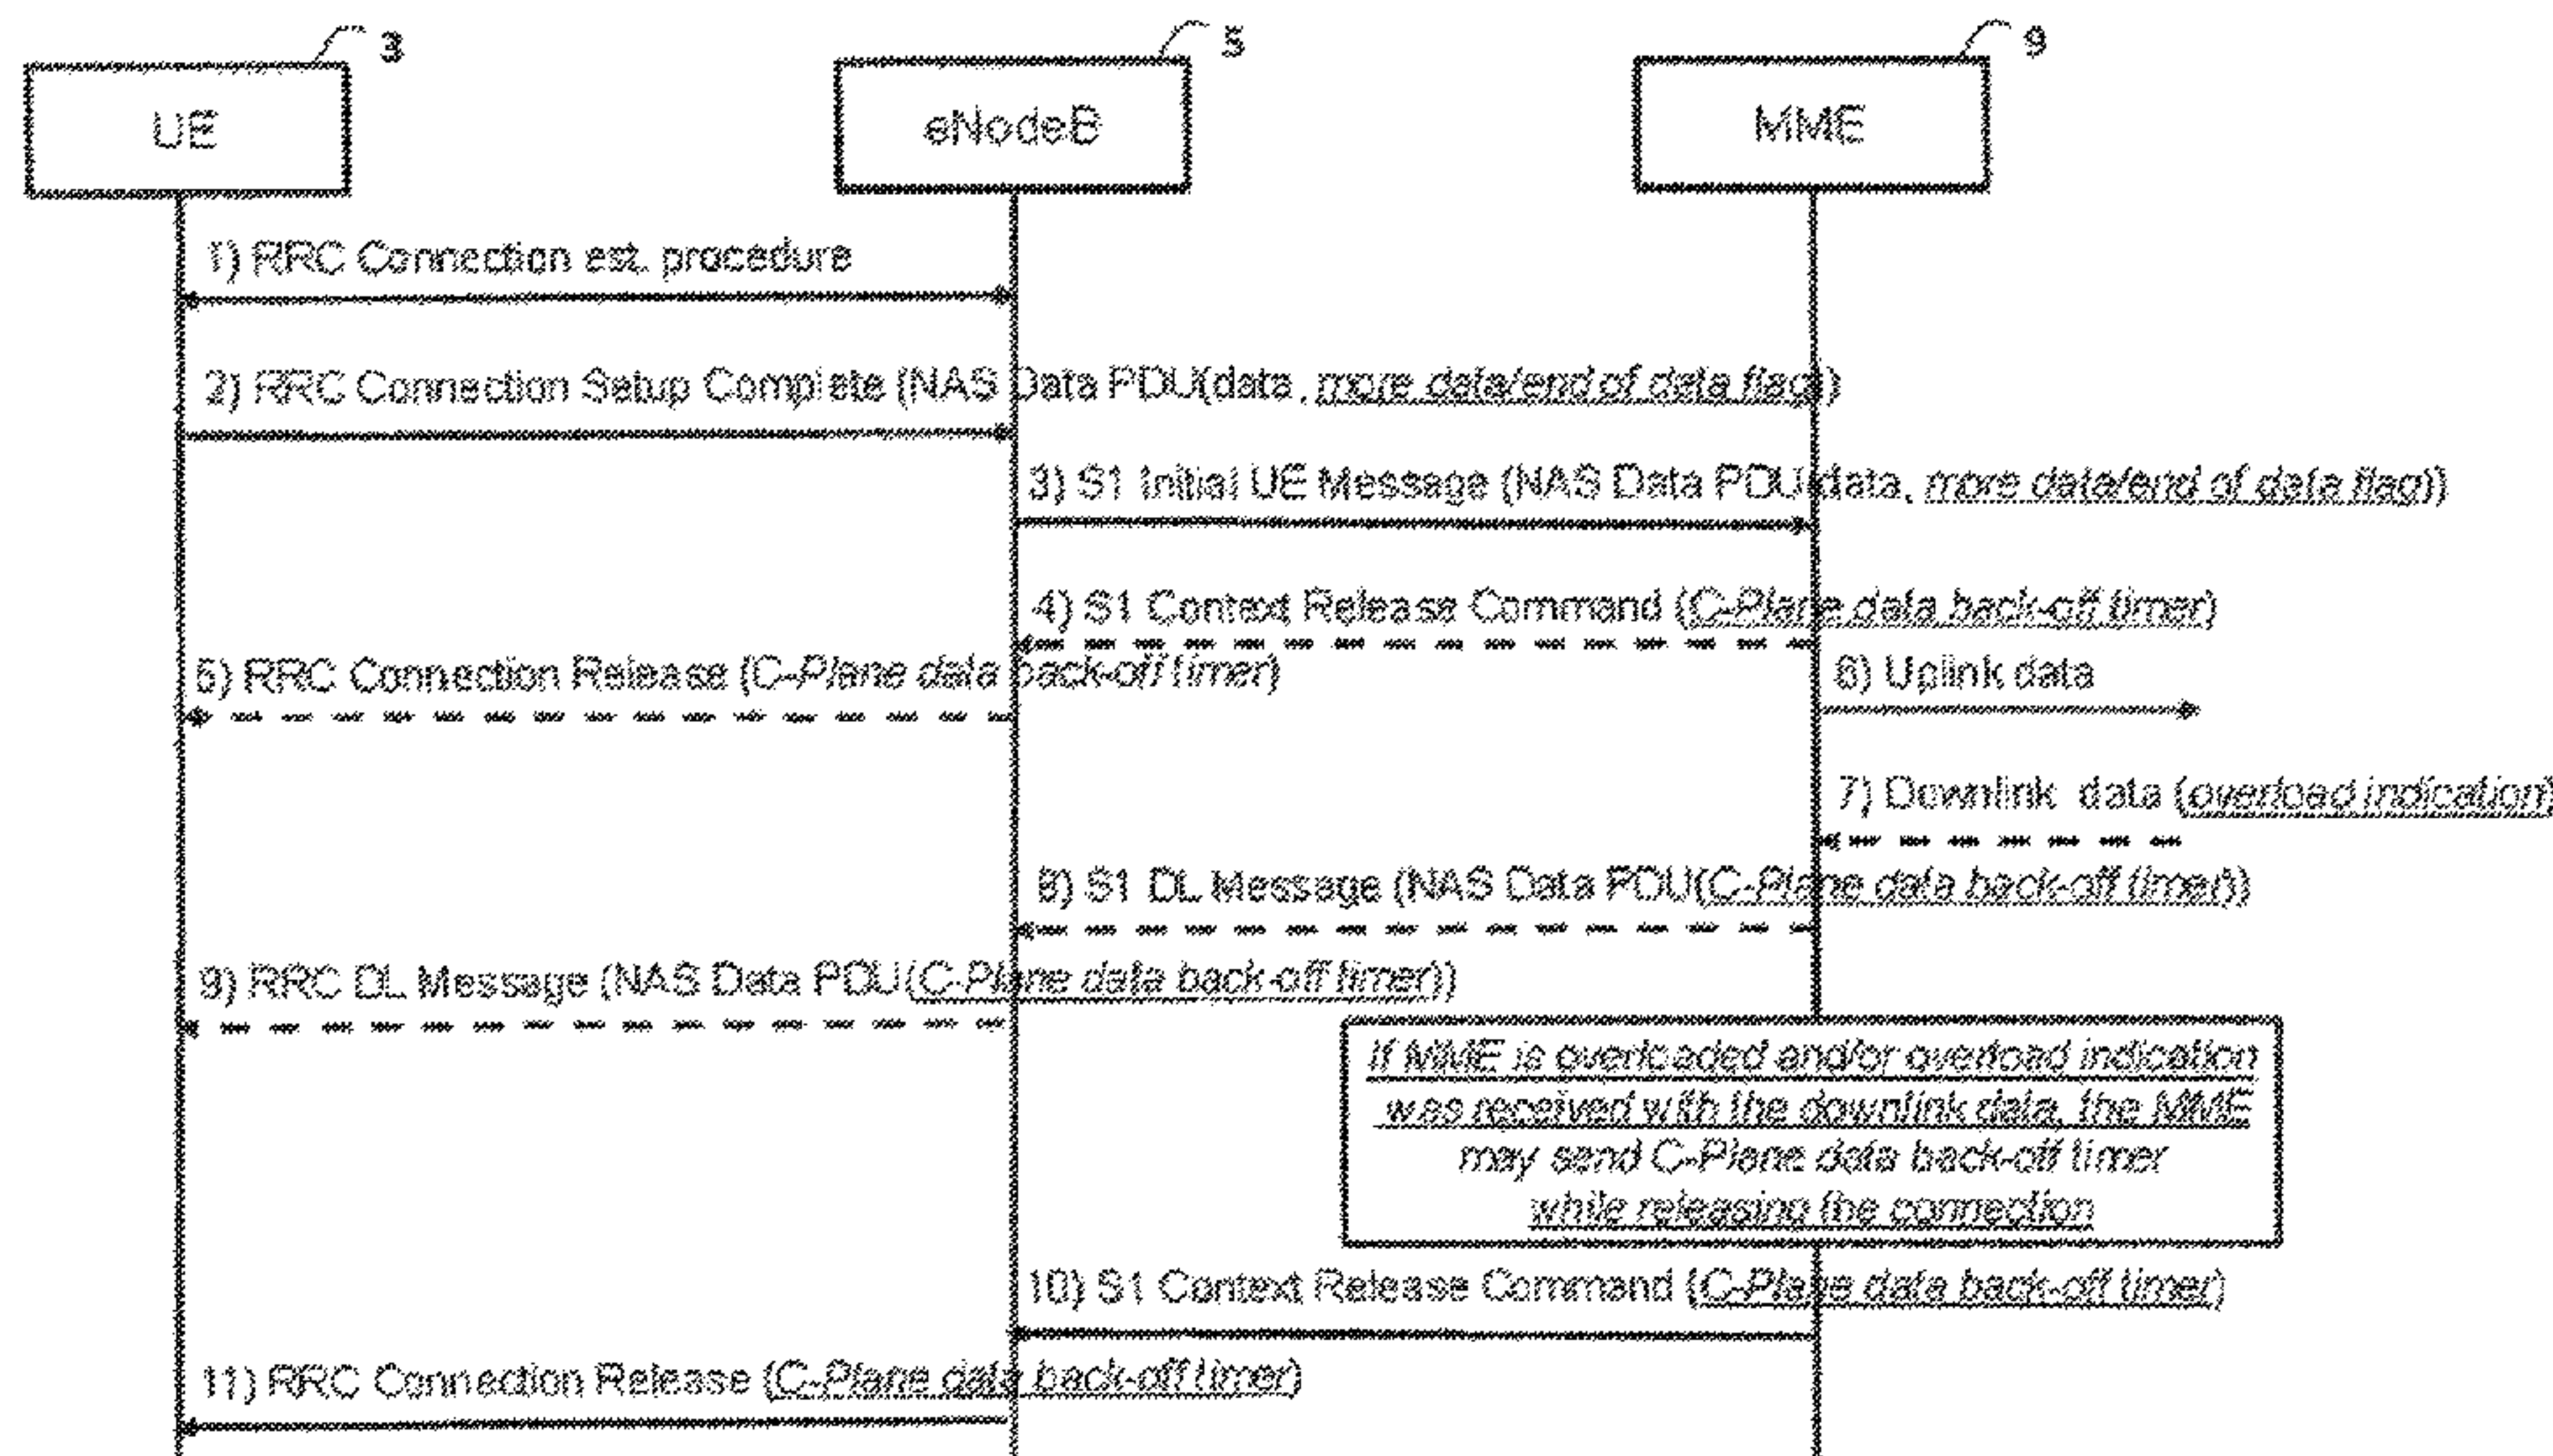 3
5
9
UE
eNodeB
MME
1) RRC Connection est. procedure
2) RRC Connection Setup Complete (NAS Data PDU(data, more data/end of data flag))
3) S1 Initial UE Message (NAS Data PDU(data, more data/end of data flag))
4) S1 Context Release Command (C-Plane data back-off timer)
5) RRC Connection Release (C-Plane data back-off timer)
6) Uplink data
7) Downlink data (overload indication)
8) S1 DL Message (NAS Data PDU(C-Plane data back-off timer))
9) RRC DL Message (NAS Data PDU(C-Plane data back-off timer))
If MME is overloaded and/or overload indication
was received with the downlink data, the MME
may send C-Plane data back-off timer
while releasing the connection
10) S1 Context Release Command (C-Plane data back-off timer)
11) RRC Connection Release (C-Plane data back-off timer)